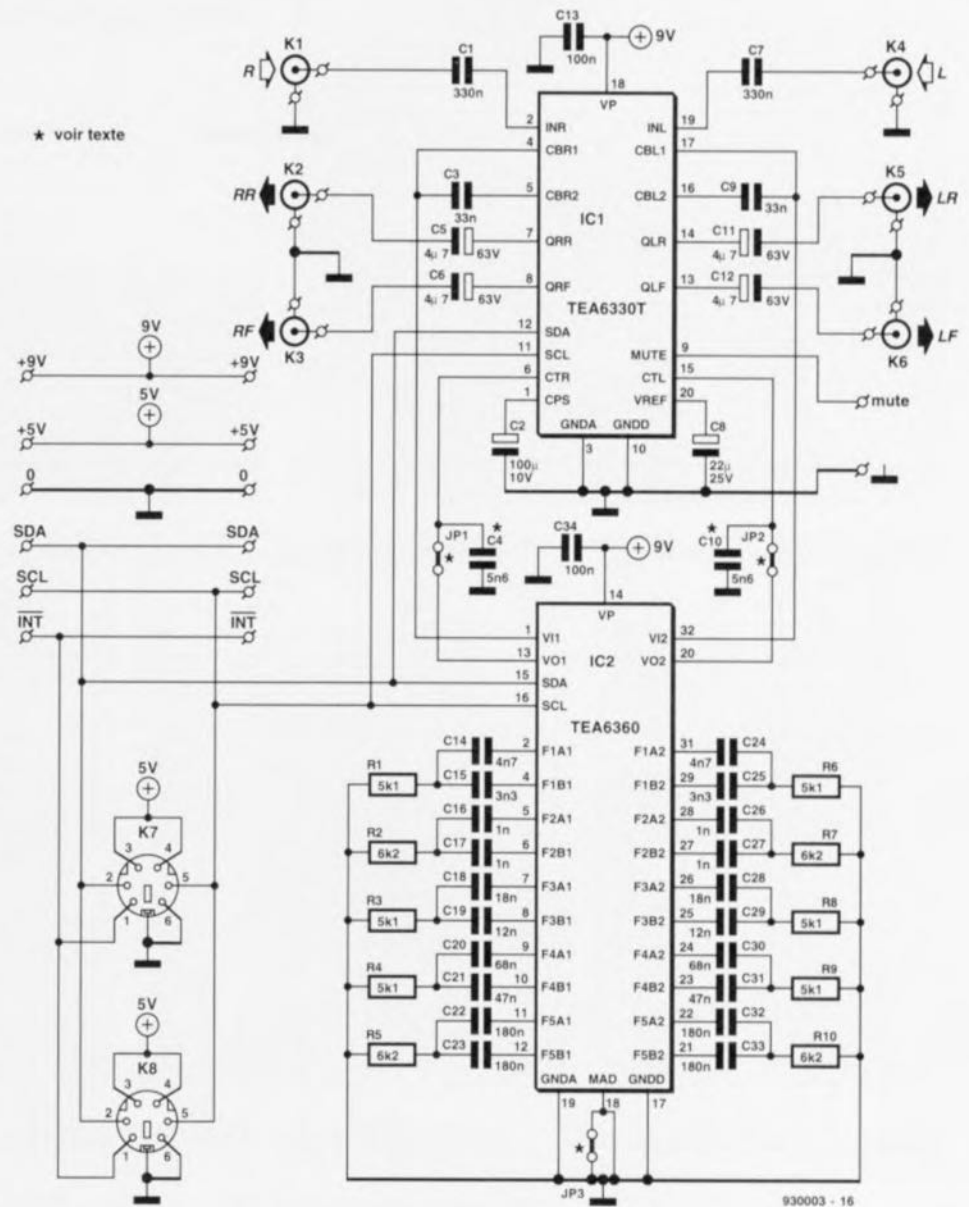 K1
R
C1
330n
C13
100n
9V
C7
330n
K4
L
18
VP
* voir texte
2 INR
INL 19
4 CBR1
CBL1 17
K2
RR
C3
33n
5 CBR2
CBL2 16
C9
33n
K5
LR
IC1
C5
4µ7 63V
7 QRR
QLR 14
C11
4µ7 63V
C6
4µ7 63V
8 QRF
QLF 13
C12
4µ7 63V
TEA6330T
RF
K3
K6
LF
12 SDA
11 SCL
MUTE 9
mute
6 CTR
CTL 15
1 CPS
VREF 20
GNDA GNDD
3 10
C2
100µ
10V
C8
22µ
25V
9V
+9V +9V
5V
+5V +5V
0 0
SDA SDA
SCL SCL
INT INT
JP1
*
*
C4
5n6
C34
100n
9V
*
C10
5n6
JP2
*
14
VP
1 VI1
VI2 32
IC2
13 VO1
VO2 20
15 SDA
16 SCL
TEA6360
R1
5k1
C14
4n7
2 F1A1
F1A2 31
4n7
C24
C15
3n3
4 F1B1
F1B2 29
3n3
C25
R6
5k1
R2
6k2
C16
1n
5 F2A1
F2A2 28
1n
C26
C17
1n
6 F2B1
F2B2 27
1n
C27
R7
6k2
R3
5k1
C18
18n
7 F3A1
F3A2 26
18n
C28
C19
12n
8 F3B1
F3B2 25
12n
C29
R8
5k1
R4
5k1
C20
68n
9 F4A1
F4A2 24
68n
C30
C21
47n
10 F4B1
F4B2 23
47n
C31
R9
5k1
R5
6k2
C22
180n
11 F5A1
F5A2 22
180n
C32
C23
180n
12 F5B1
F5B2 21
180n
C33
R10
6k2
GNDA MAD GNDD
19 18 17
*
JP3
5V
K7
3 4
2 5
1 6
5V
K8
3 4
2 5
1 6
930003 - 16